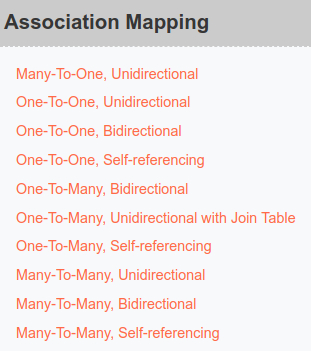 Association Mapping
Many-To-One, Unidirectional
One-To-One, Unidirectional
One-To-One, Bidirectional
One-To-One, Self-referencing
One-To-Many, Bidirectional
One-To-Many, Unidirectional with Join Table
One-To-Many, Self-referencing
Many-To-Many, Unidirectional
Many-To-Many, Bidirectional
Many-To-Many, Self-referencing